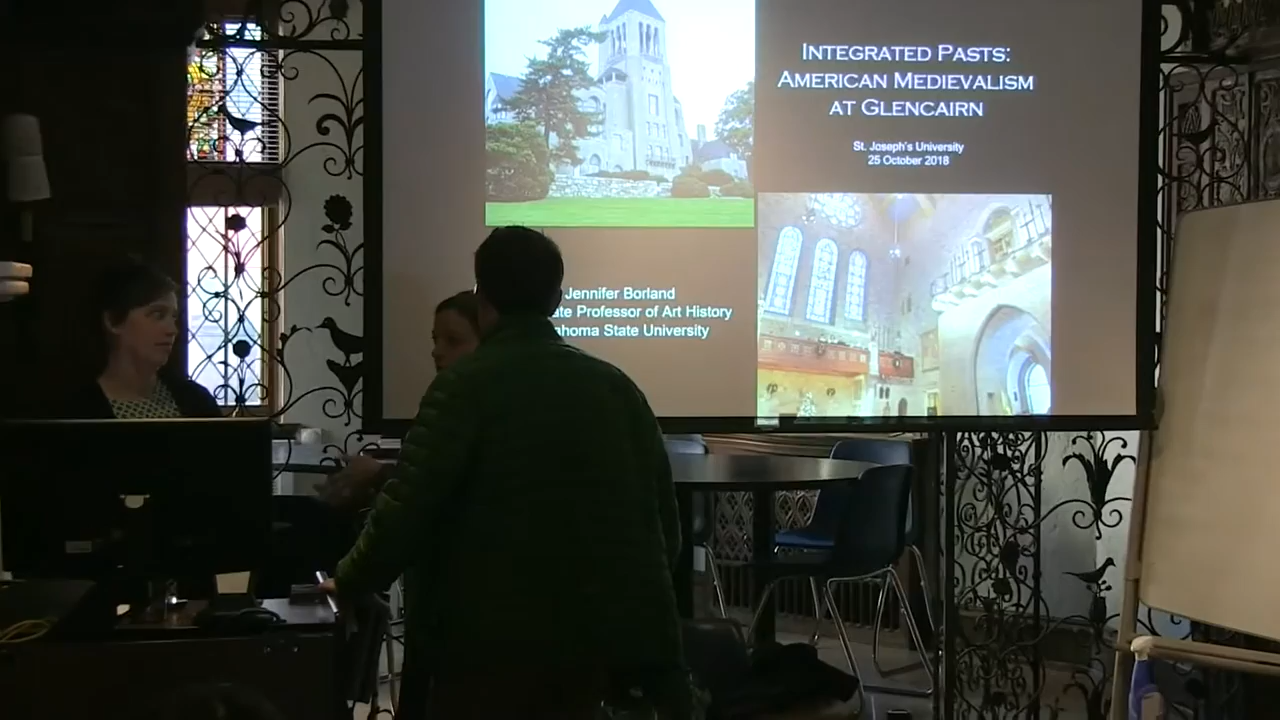 INTEGRATED PASTS:
AMERICAN MEDIEVALISM
AT GLENCAIRN
St. Joseph's University
25 October 2018
Jennifer Borland
Professor of Art History
State University